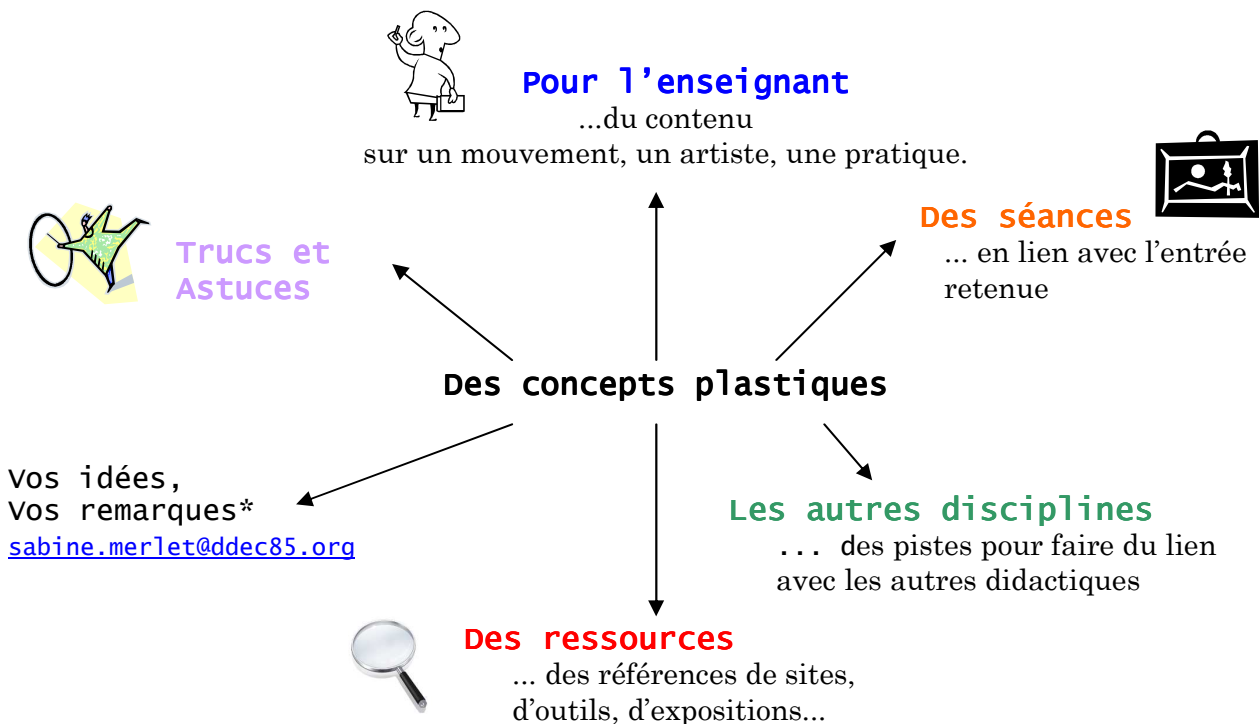 Pour l'enseignant
...du contenu
sur un mouvement, un artiste, une pratique.
Des séances
... en lien avec l'entrée
retenue
Trucs et
Astuces
Des concepts plastiques
Vos idées,
Vos remarques*
sabine.merlet@ddec85.org
Les autres disciplines
... des pistes pour faire du lien
avec les autres didactiques
Des ressources
... des références de sites,
d'outils, d'expositions...